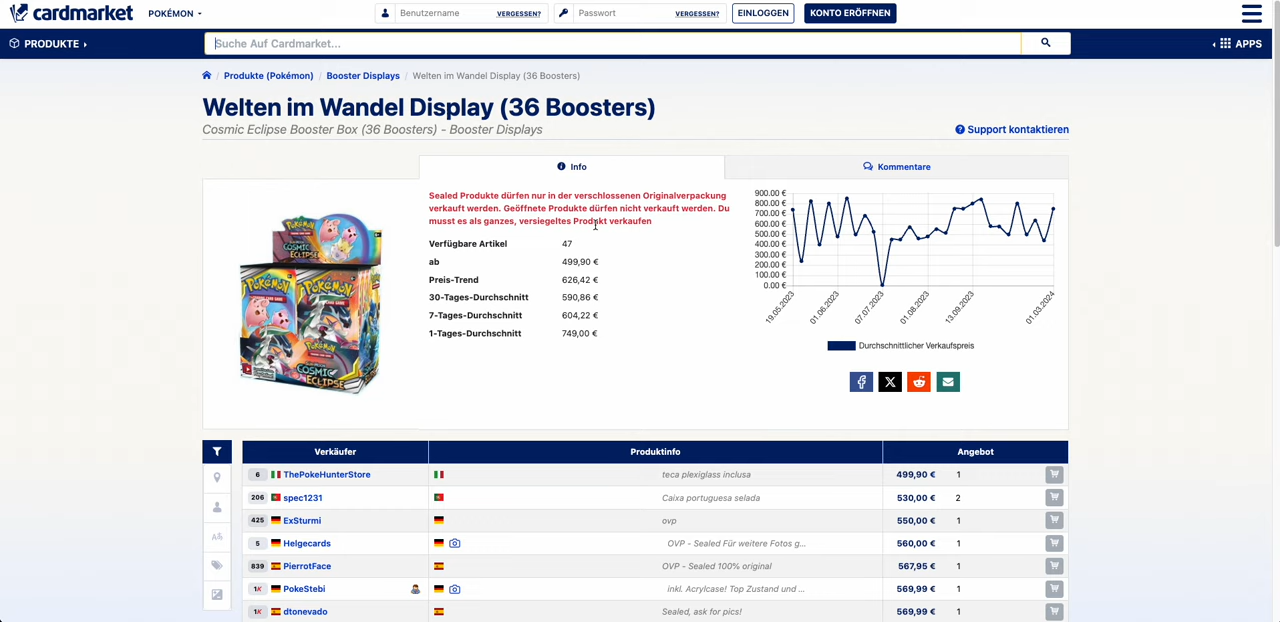 cardmarket
POKÉMON
Benutzername VERGESSEN?
Passwort VERGESSEN?
EINLOGGEN
KONTO ERÖFFNEN
PRODUKTE
Suche Auf Cardmarket...
APPS
Produkte (Pokémon) / Booster Displays / Welten im Wandel Display (36 Boosters)
Welten im Wandel Display (36 Boosters)
Cosmic Eclipse Booster Box (36 Boosters) - Booster Displays
Support kontaktieren
Info
Kommentare
Sealed Produkte dürfen nur in der verschlossenen Originalverpackung
verkauft werden. Geöffnete Produkte dürfen nicht verkauft werden. Du
musst es als ganzes, versiegeltes Produkt verkaufen
Verfügbare Artikel 47
ab 499,90 €
Preis-Trend 626,42 €
30-Tages-Durchschnitt 590,86 €
7-Tages-Durchschnitt 604,22 €
1-Tages-Durchschnitt 749,00 €
900.00 €
800.00 €
700.00 €
600.00 €
500.00 €
400.00 €
300.00 €
200.00 €
100.00 €
0.00 €
19.05.2023
01.06.2023
07.07.2023
01.08.2023
13.09.2023
01.03.2024
Durchschnittlicher Verkaufspreis
Pokémon
COSMIC ECLIPSE
Pokémon
Pokémon
Pokémon
COSMIC ECLIPSE
Verkäufer Produktinfo Angebot
6 ThePokeHunterStore teca plexiglass inclusa 499,90 € 1
206 spec1231 Caixa portuguesa selada 530,00 € 2
425 ExSturmi ovp 550,00 € 1
5 Helgecards OVP - Sealed Für weitere Fotos g... 560,00 € 1
839 PierrotFace OVP - Sealed 100% original 567,95 € 1
1K PokeStebi inkl. Acrylcase! Top Zustand und ... 569,99 € 1
1K dtonevado Sealed, ask for pics! 569,99 € 1